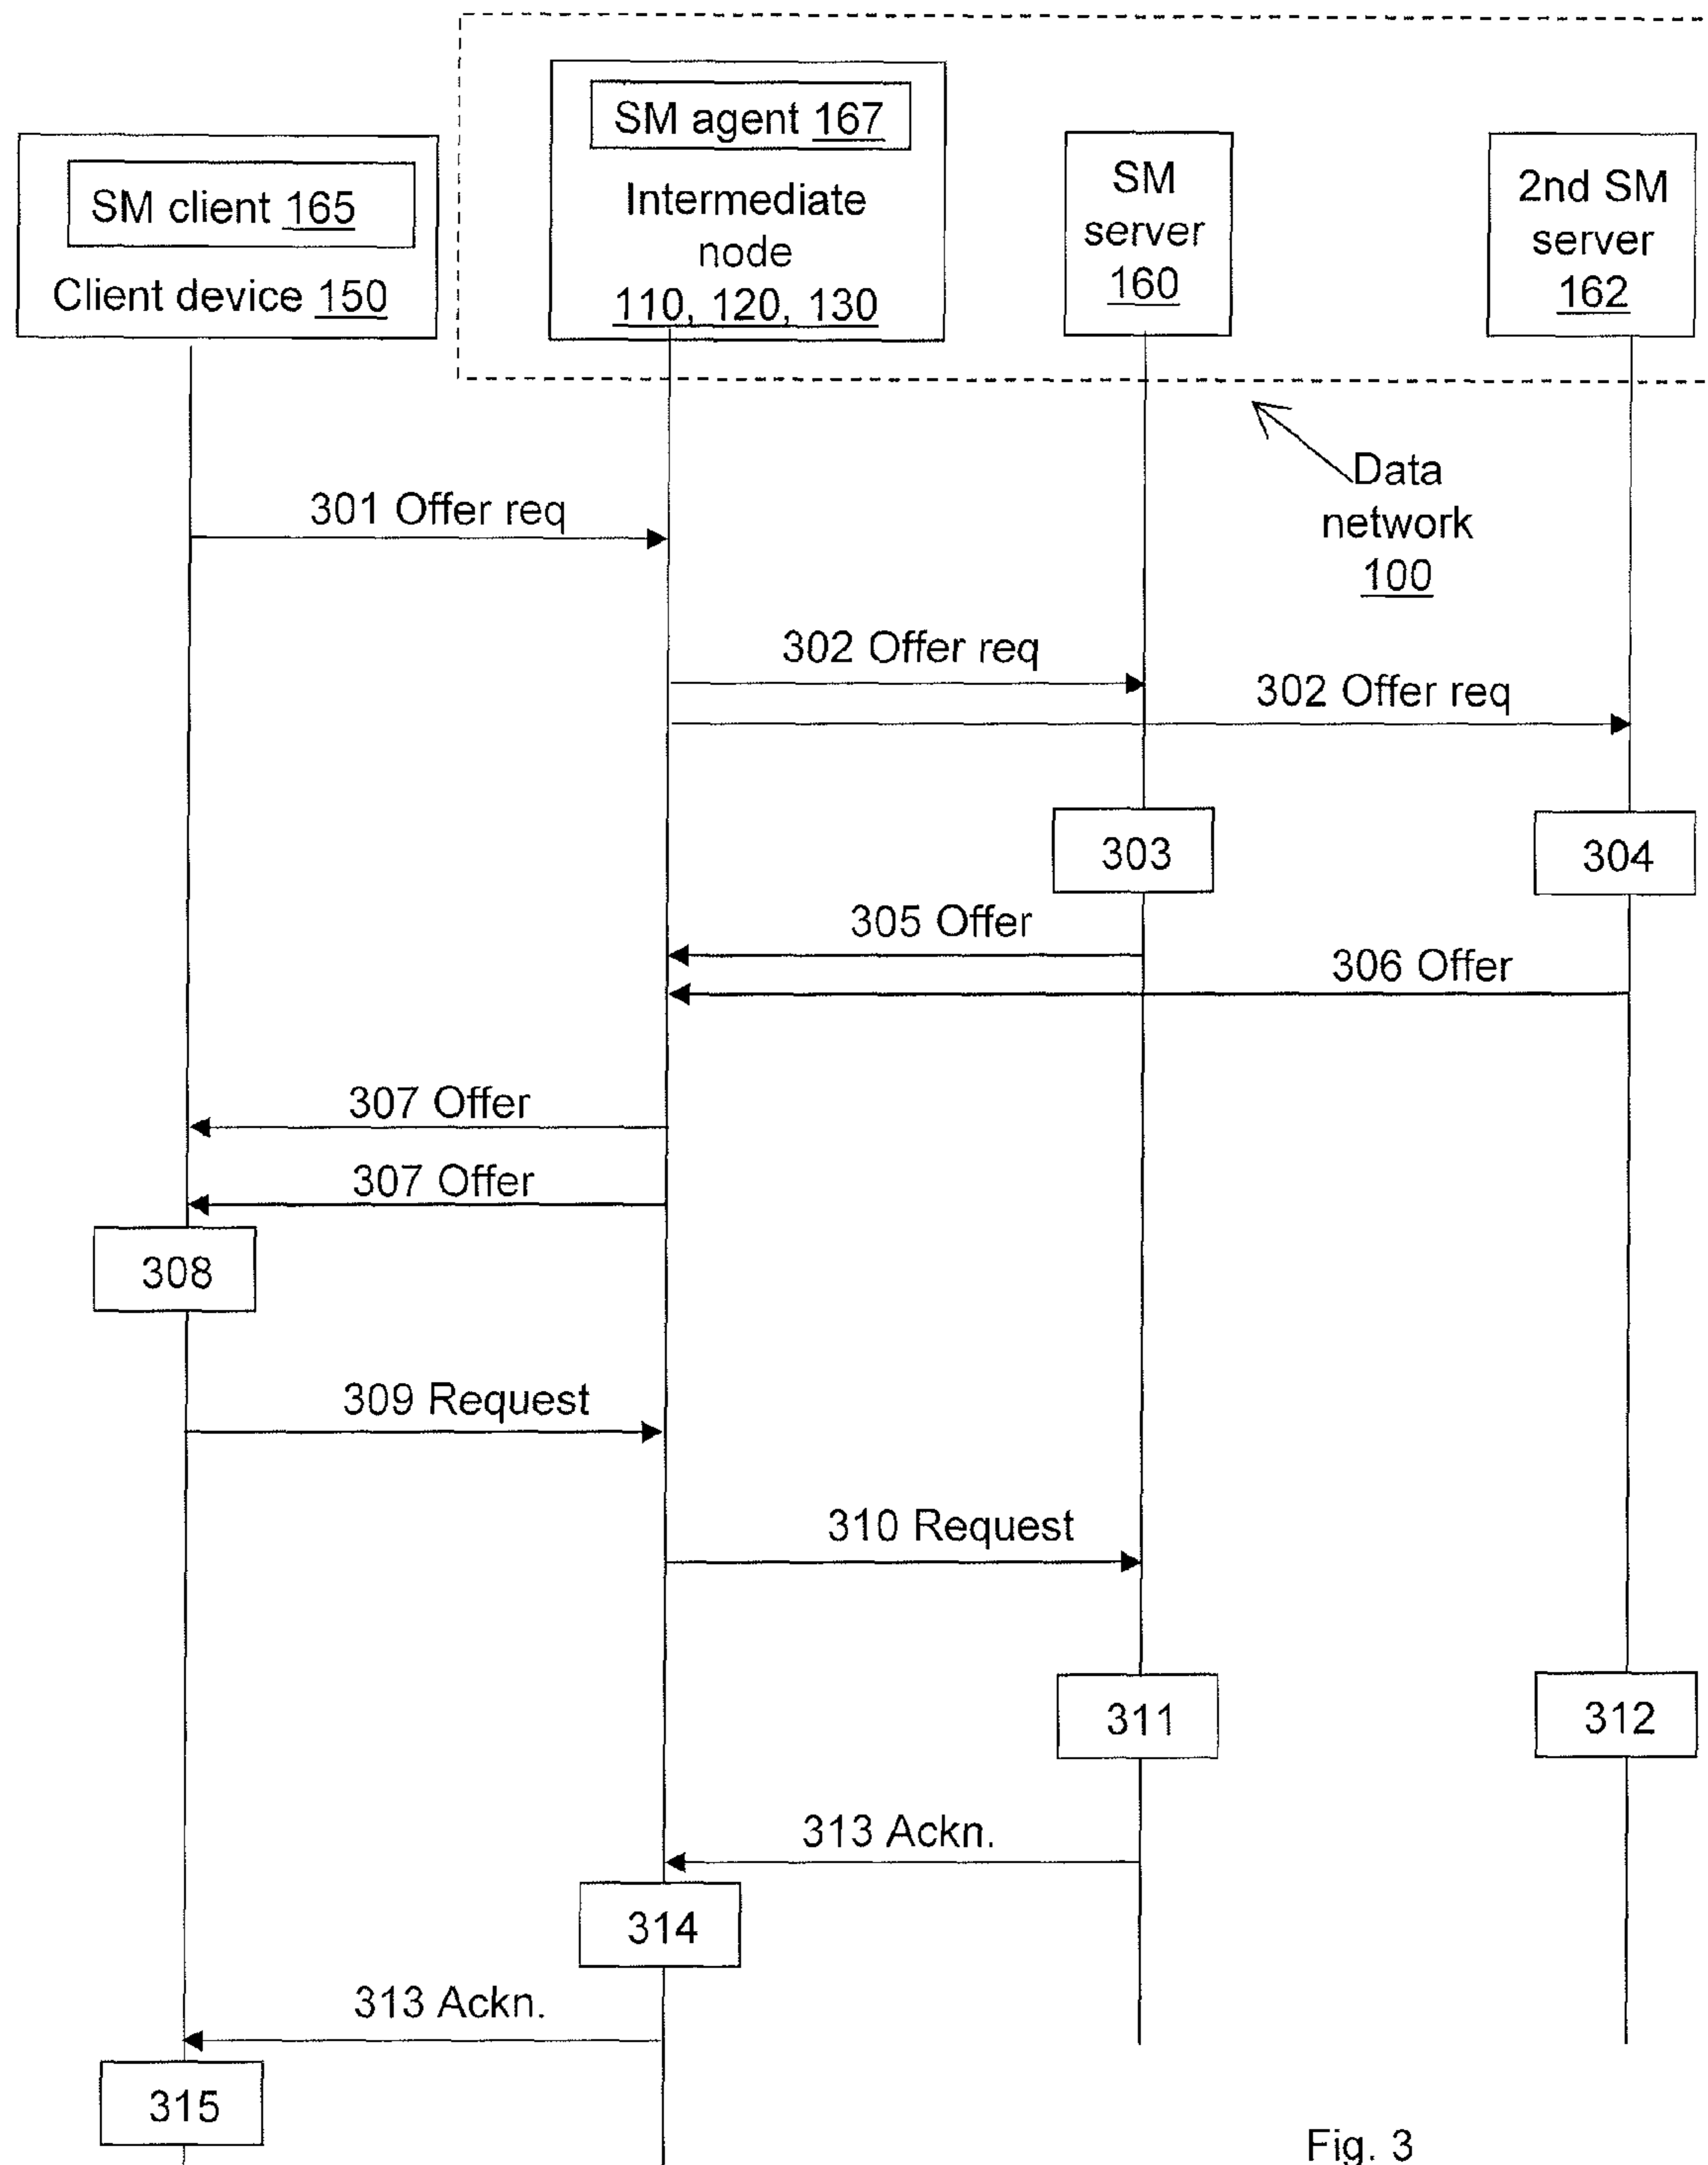 SM client 165
Client device 150
SM agent 167
Intermediate
node
110, 120, 130
SM
server
160
2nd SM
server
162
Data
network
100
301 Offer req
302 Offer req
302 Offer req
303
304
305 Offer
306 Offer
307 Offer
307 Offer
308
309 Request
310 Request
311
312
313 Ackn.
314
313 Ackn.
315
Fig. 3